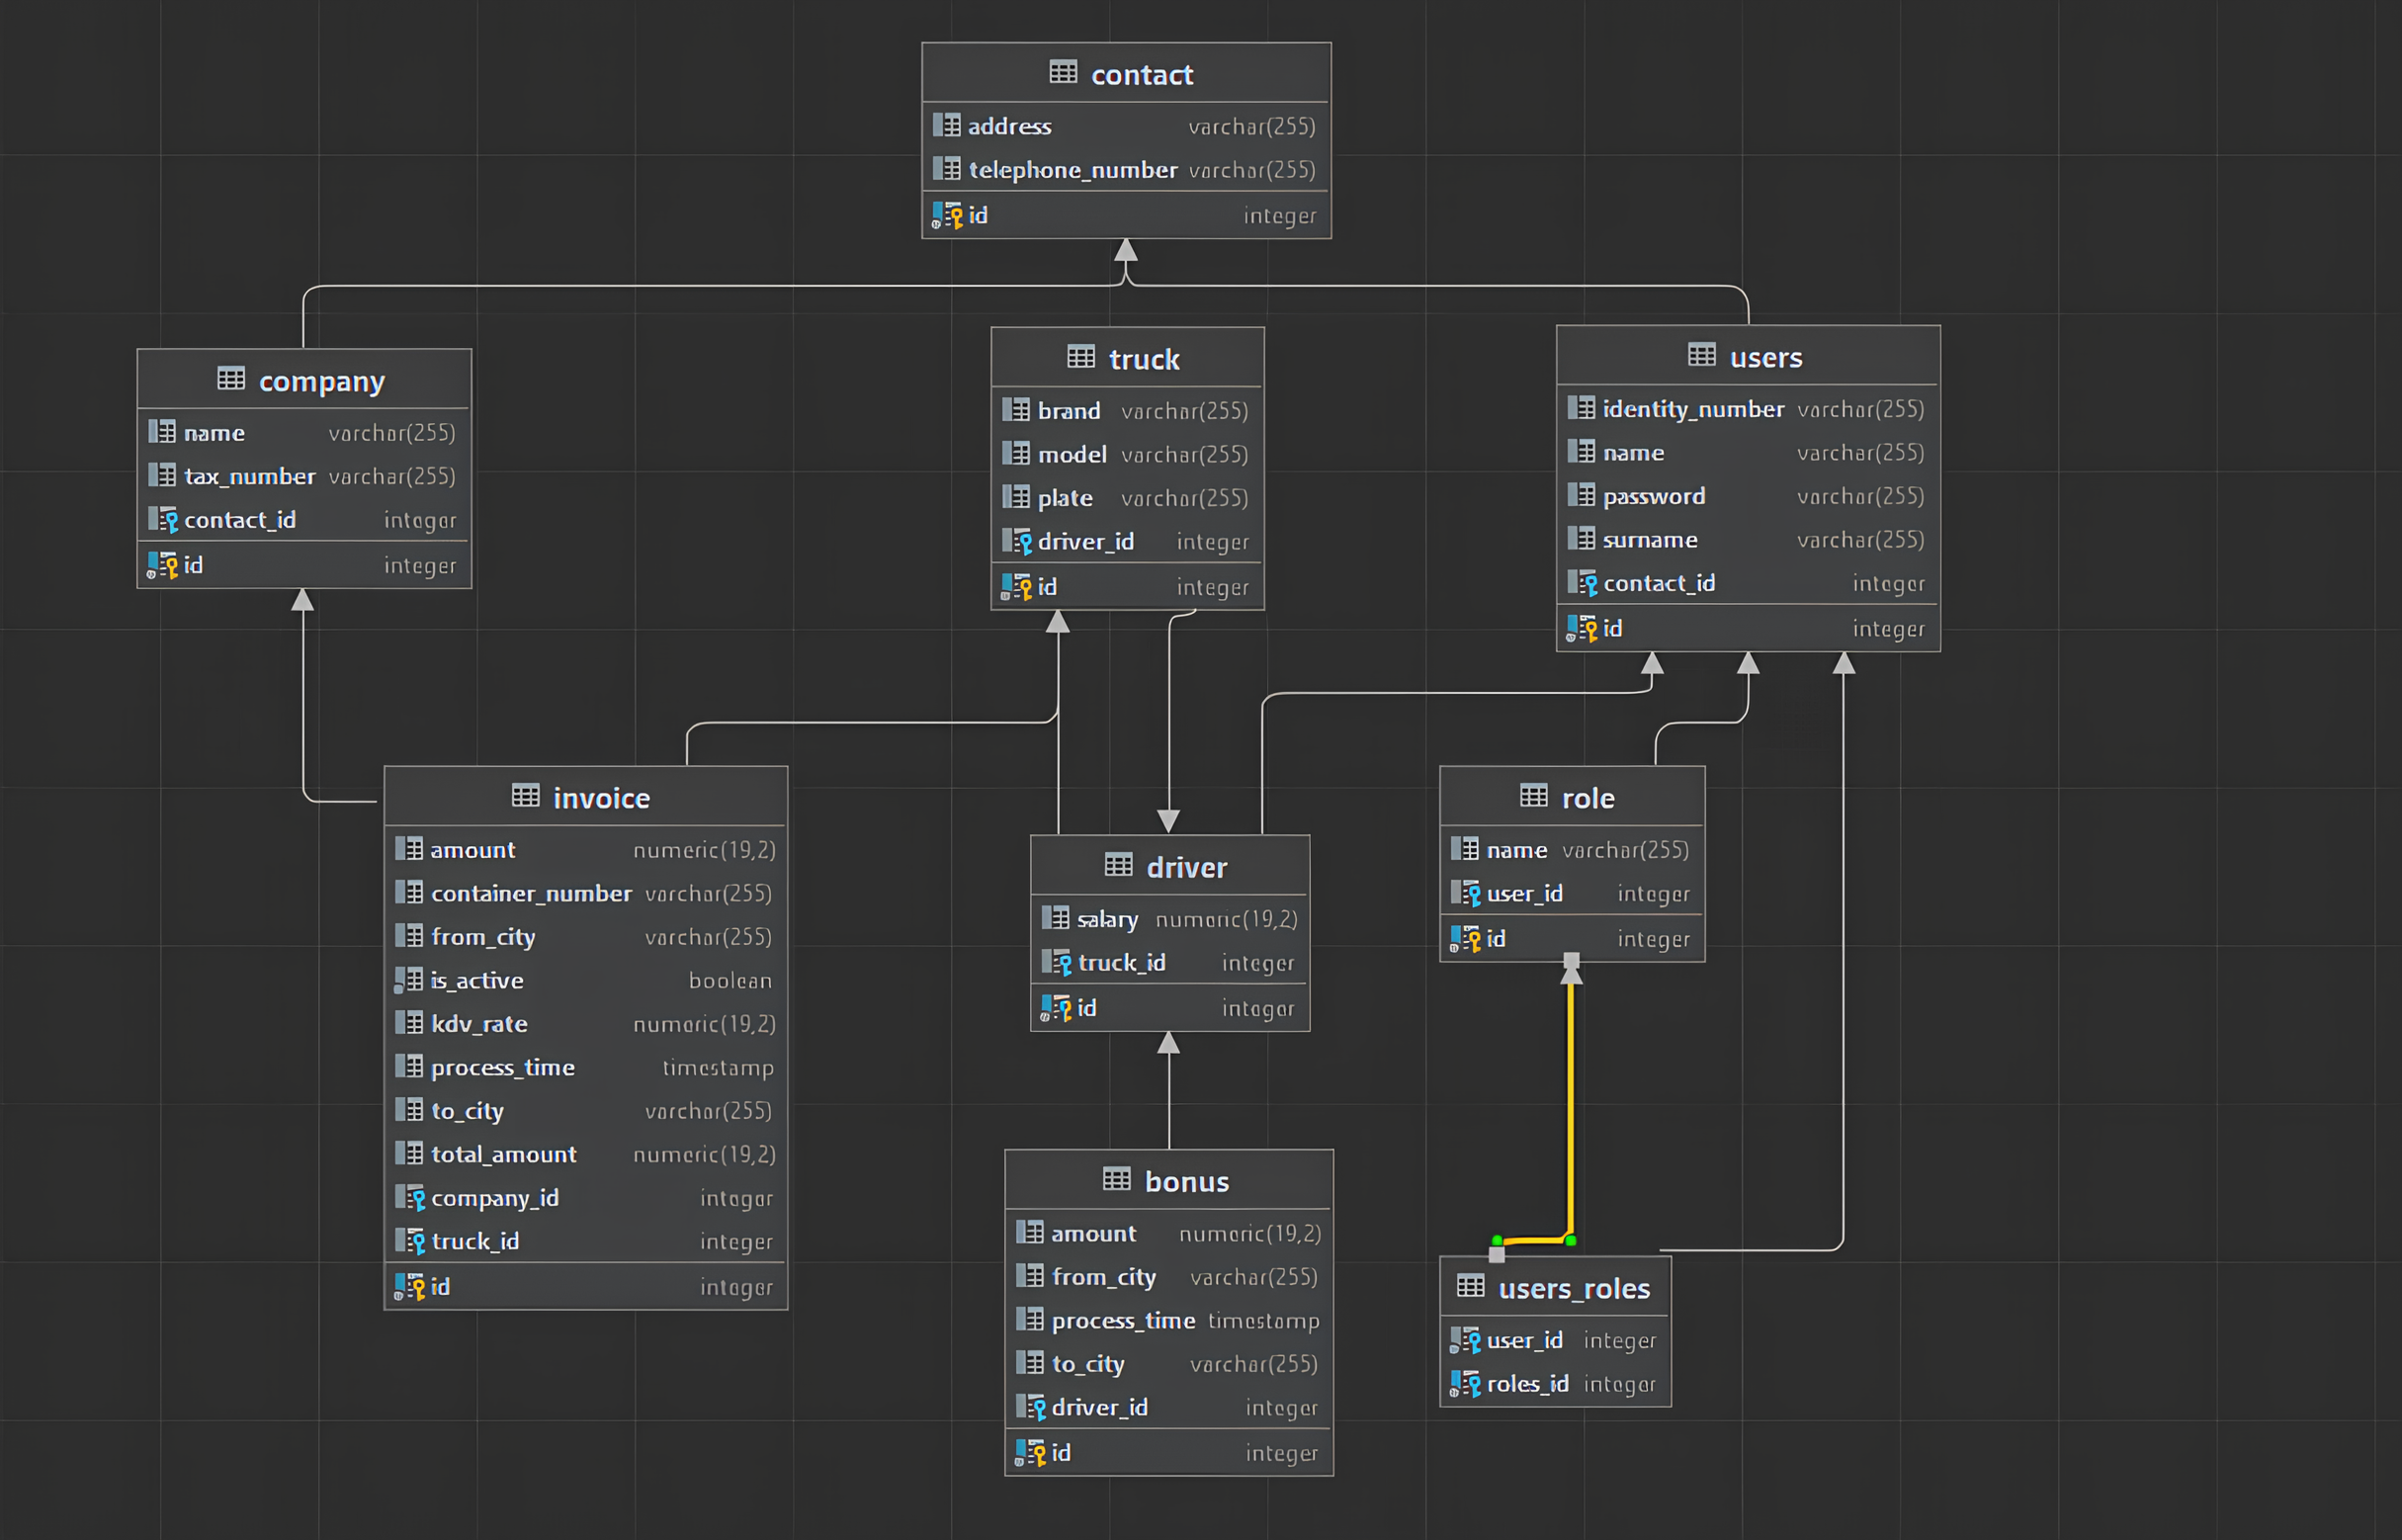 contact
address varchar(255)
telephone_number varchar(255)
id integer
company
name varchar(255)
tax_number varchar(255)
contact_id integer
id integer
truck
brand varchar(255)
model varchar(255)
plate varchar(255)
driver_id integer
id integer
users
identity_number varchar(255)
name varchar(255)
password varchar(255)
surname varchar(255)
contact_id integer
id integer
invoice
amount numeric(19,2)
container_number varchar(255)
from_city varchar(255)
is_active boolean
kdv_rate numeric(19,2)
process_time timestamp
to_city varchar(255)
total_amount numeric(19,2)
company_id integer
truck_id integer
id integer
driver
salary numeric(19,2)
truck_id integer
id integer
role
name varchar(255)
user_id integer
id integer
bonus
amount numeric(19,2)
from_city varchar(255)
process_time timestamp
to_city varchar(255)
driver_id integer
id integer
users_roles
user_id integer
roles_id integer